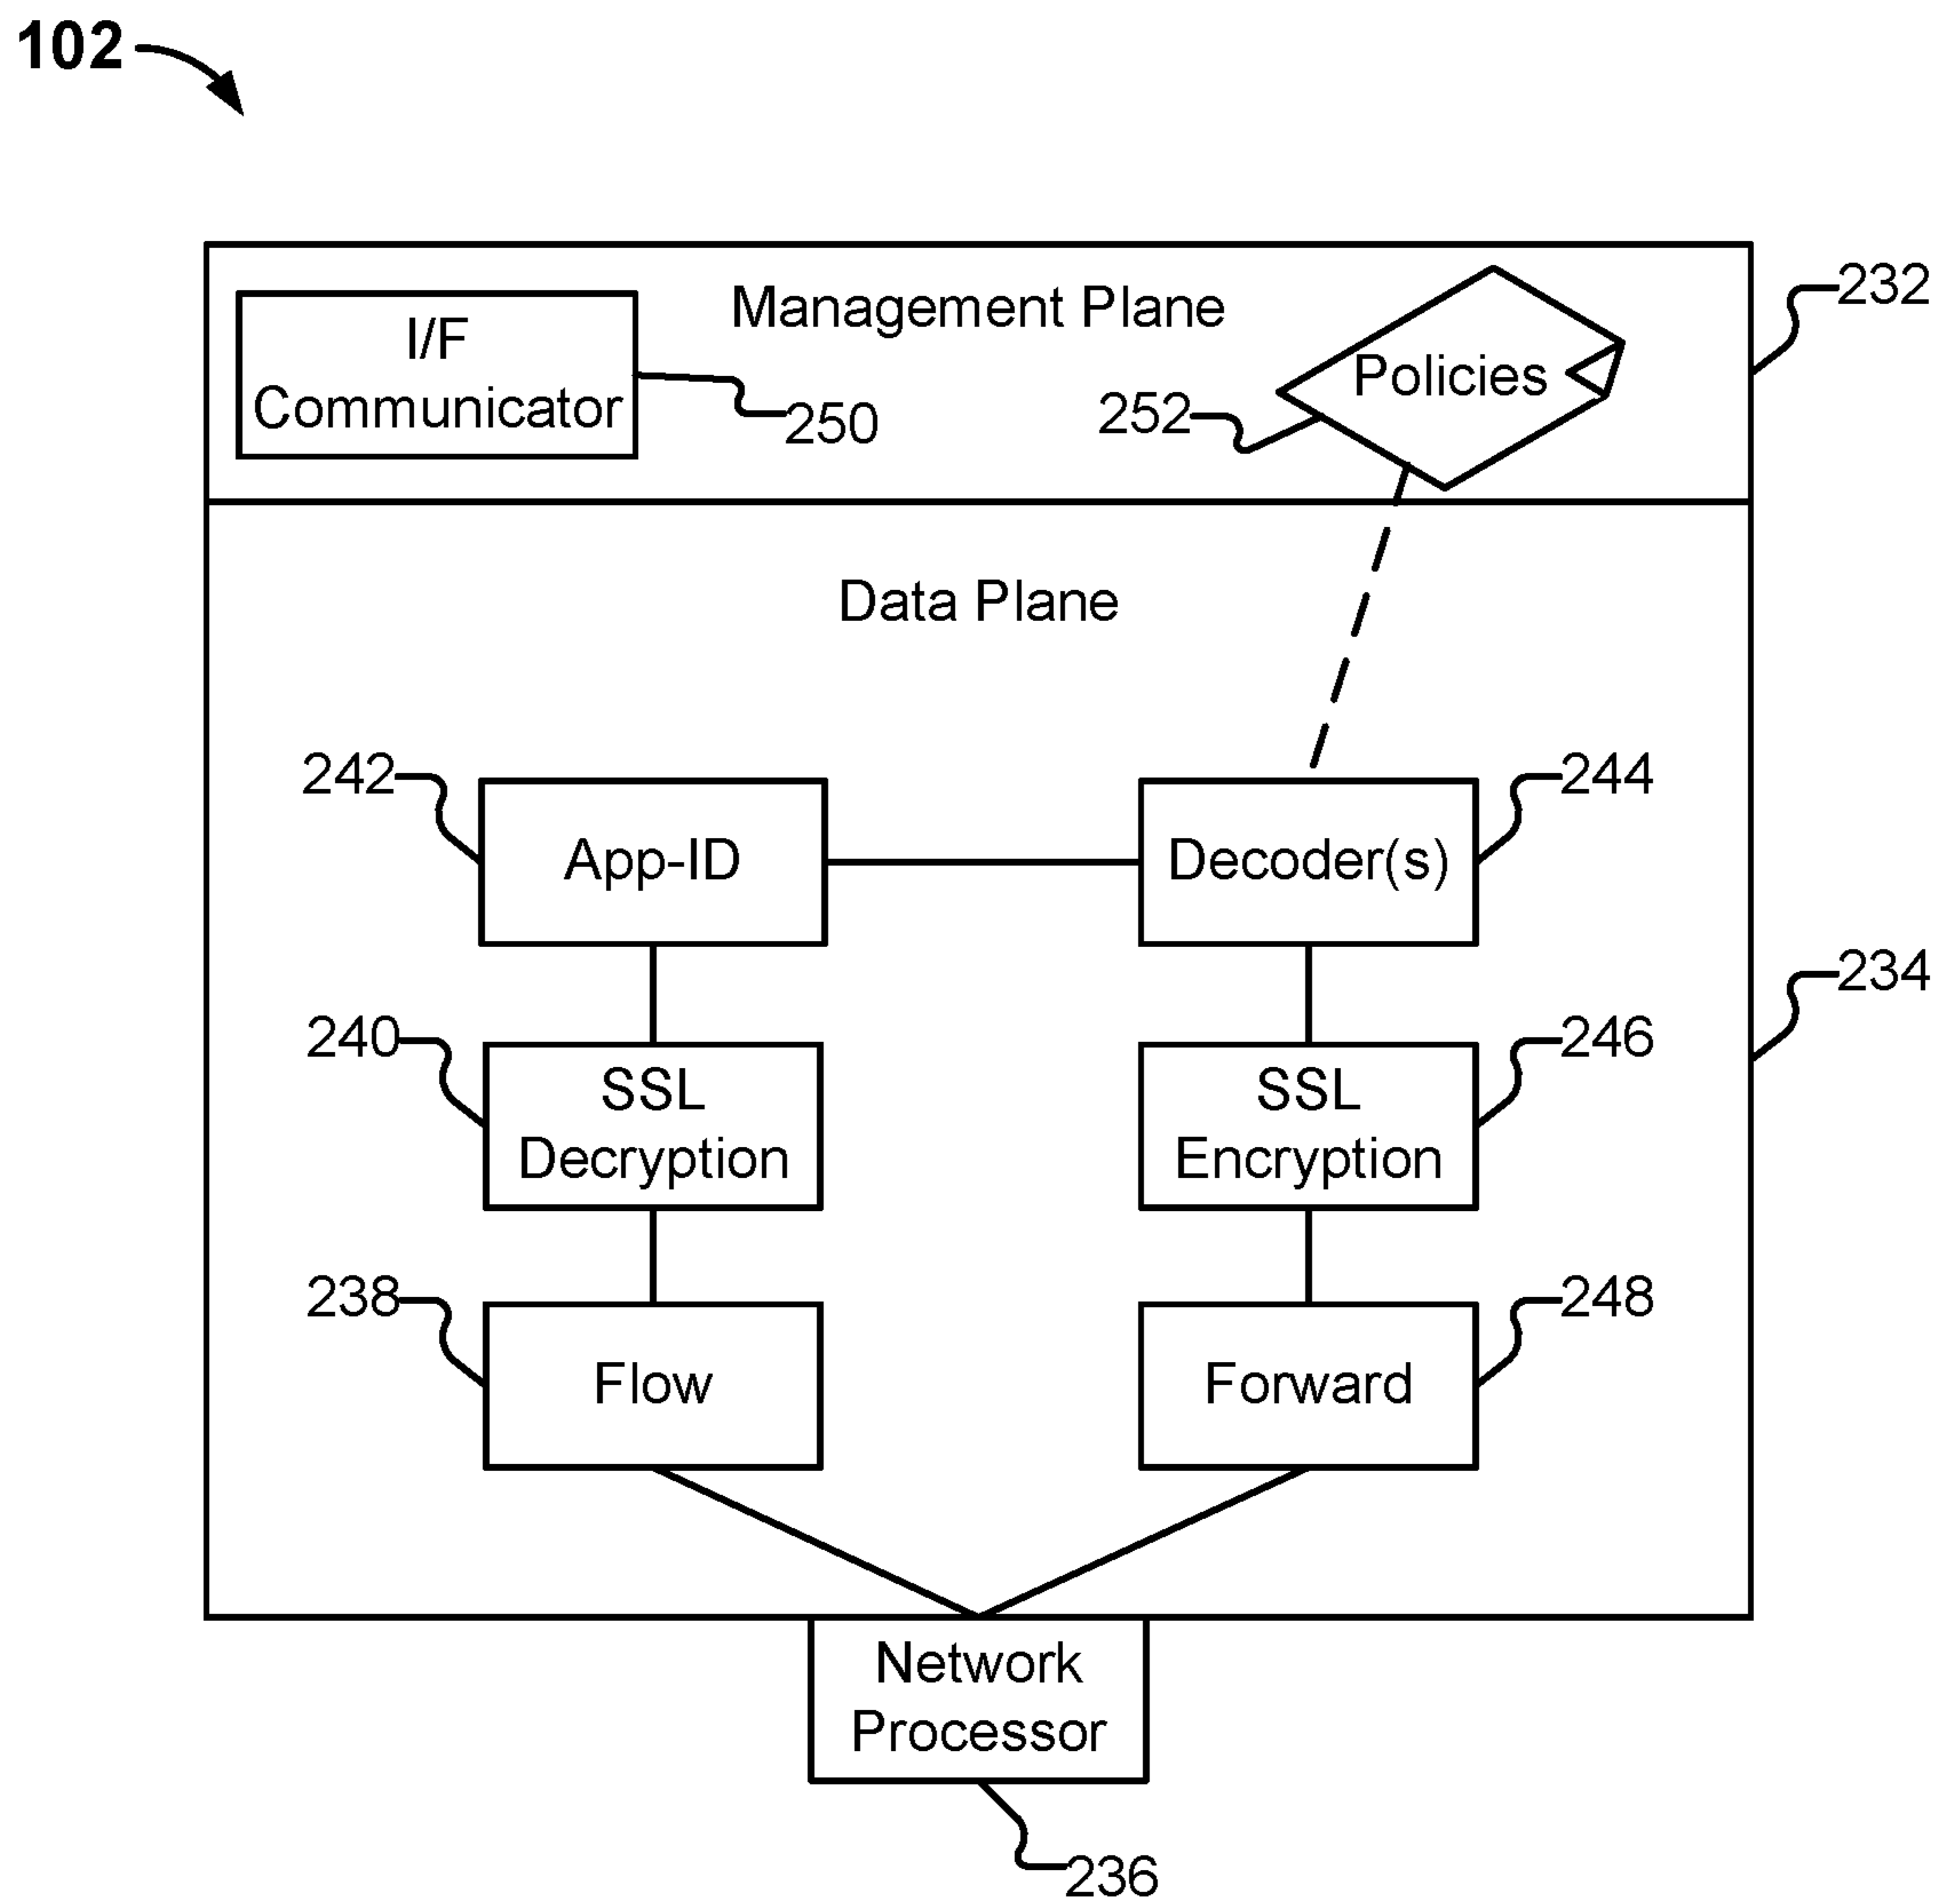 102
232
Management Plane
I/F
Communicator
250
Policies
252
Data Plane
242
App-ID
Decoder(s)
244
234
240
SSL
Decryption
SSL
Encryption
246
238
Flow
Forward
248
Network
Processor
236